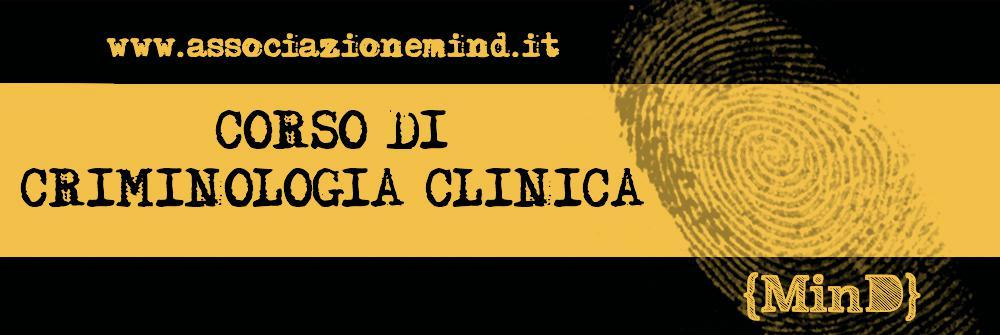 www.associazionemind.it
CORSO DI
CRIMINOLOGIA CLINICA
{MinD}